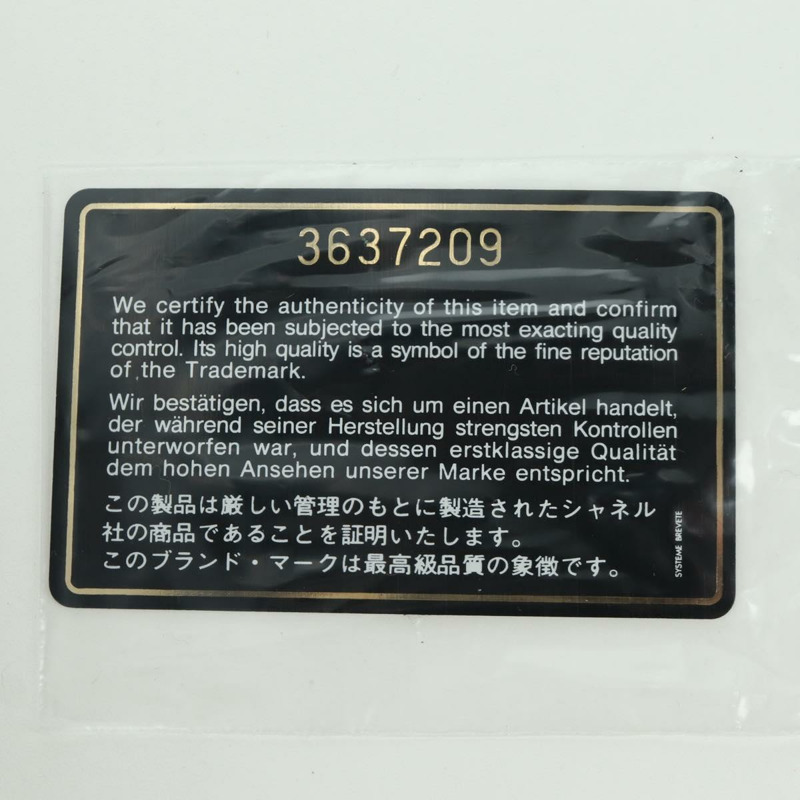 3637209
We certify the authenticity of this item and confirm
that it has been subjected to the most exacting quality
control. Its high quality is a symbol of the fine reputation
of the Trademark.
Wir bestätigen, dass es sich um einen Artikel handelt,
der während seiner Herstellung strengsten Kontrollen
unterworfen war, und dessen erstklassige Qualität
dem hohen Ansehen unserer Marke entspricht.
この製品は厳しい管理のもとに製造されたシャネル
社の商品であることを証明いたします。
このブランド・マークは最高級品質の象徴です。
SYSTEME BREVETE